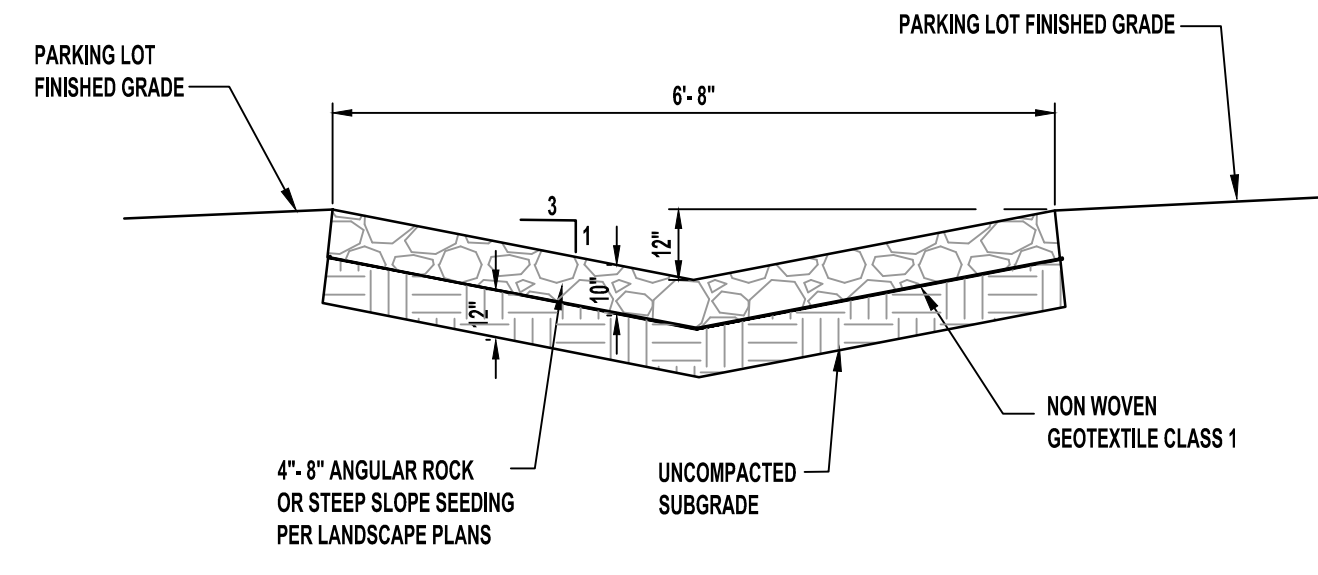 PARKING LOT FINISHED GRADE
PARKING LOT
FINISHED GRADE
6'- 8"
3
1
12"
10"
12"
NON WOVEN
GEOTEXTILE CLASS 1
4"- 8" ANGULAR ROCK
OR STEEP SLOPE SEEDING
PER LANDSCAPE PLANS
UNCOMPACTED
SUBGRADE